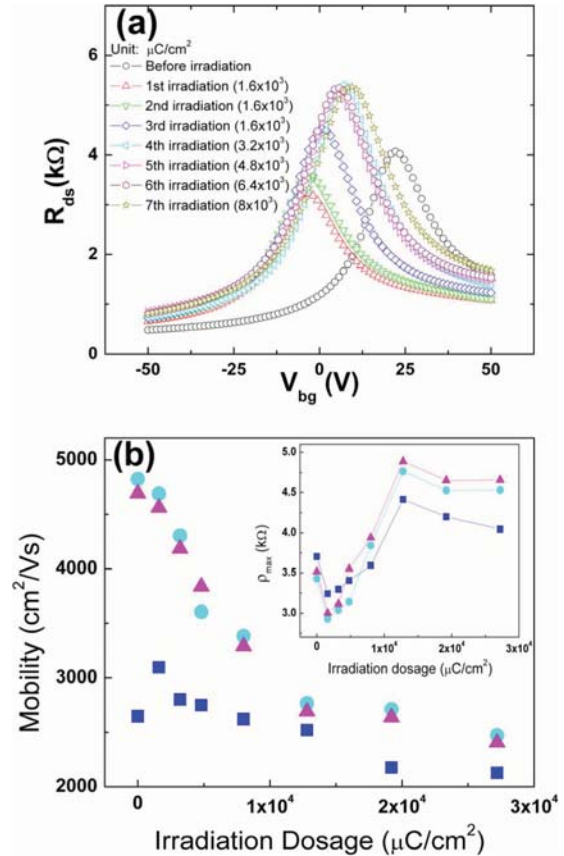 (a)
6
4
2
0
R_ds(kΩ)
Unit: μC/cm²
Before irradiation
1st irradiation (1.6x10³)
2nd irradiation (1.6x10³)
3rd irradiation (1.6x10³)
4th irradiation (3.2x10³)
5th irradiation (4.8x10³)
6th irradiation (6.4x10³)
7th irradiation (8x10³)
-50 -25 0 25 50
V_bg (V)
(b)
5000
4000
3000
2000
Mobility (cm²/Vs)
5.0
4.5
4.0
3.5
3.0
ρ_max (kΩ)
0 1x10⁴ 2x10⁴ 3x10⁴
Irradiation dosage (μC/cm²)
0 1x10⁴ 2x10⁴ 3x10⁴
Irradiation Dosage (μC/cm²)